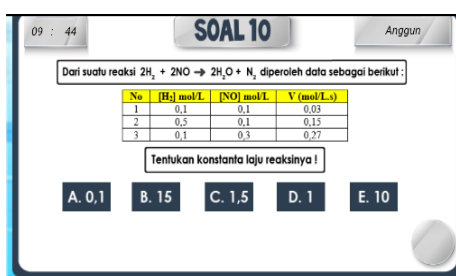 09 : 44
SOAL 10
Anggun
Dari suatu reaksi 2H₂ + 2NO → 2H₂O + N₂ diperoleh data sebagai berikut :
No [H₂] mol/L [NO] mol/L V (mol/L.s)
1 0,1 0,1 0,03
2 0,5 0,1 0,15
3 0,1 0,3 0,27
Tentukan konstanta laju reaksinya !
A. 0,1 B. 15 C. 1,5 D. 1 E. 10